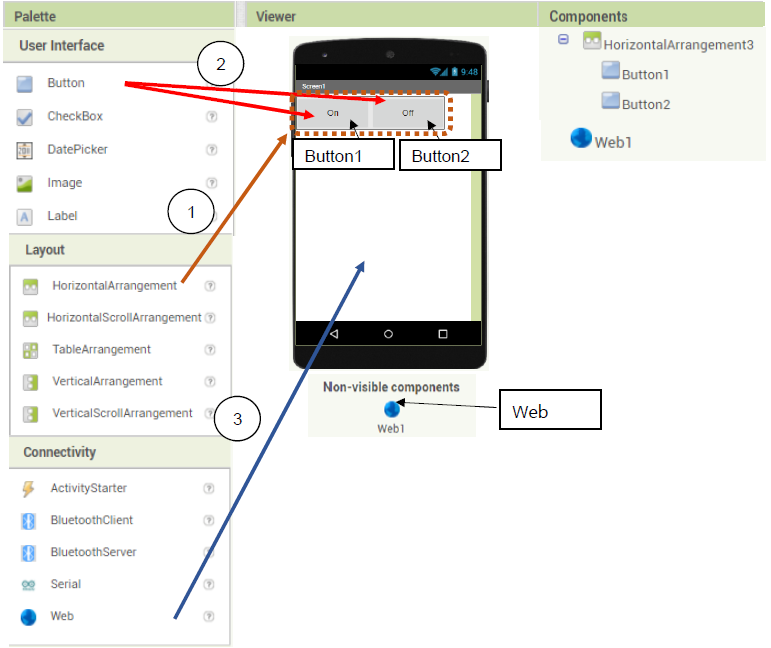 Palette
User Interface
2
Button
CheckBox
?
DatePicker
?
Image
?
Label
1
Layout
HorizontalArrangement
?
HorizontalScrollArrangement
?
TableArrangement
?
VerticalArrangement
?
VerticalScrollArrangement
?
3
Connectivity
ActivityStarter
?
BluetoothClient
?
BluetoothServer
?
Serial
?
Web
?
Viewer
9:48
Screen1
On
Off
Button1
Button2
Non-visible components
Web1
Web
Components
HorizontalArrangement3
Button1
Button2
Web1